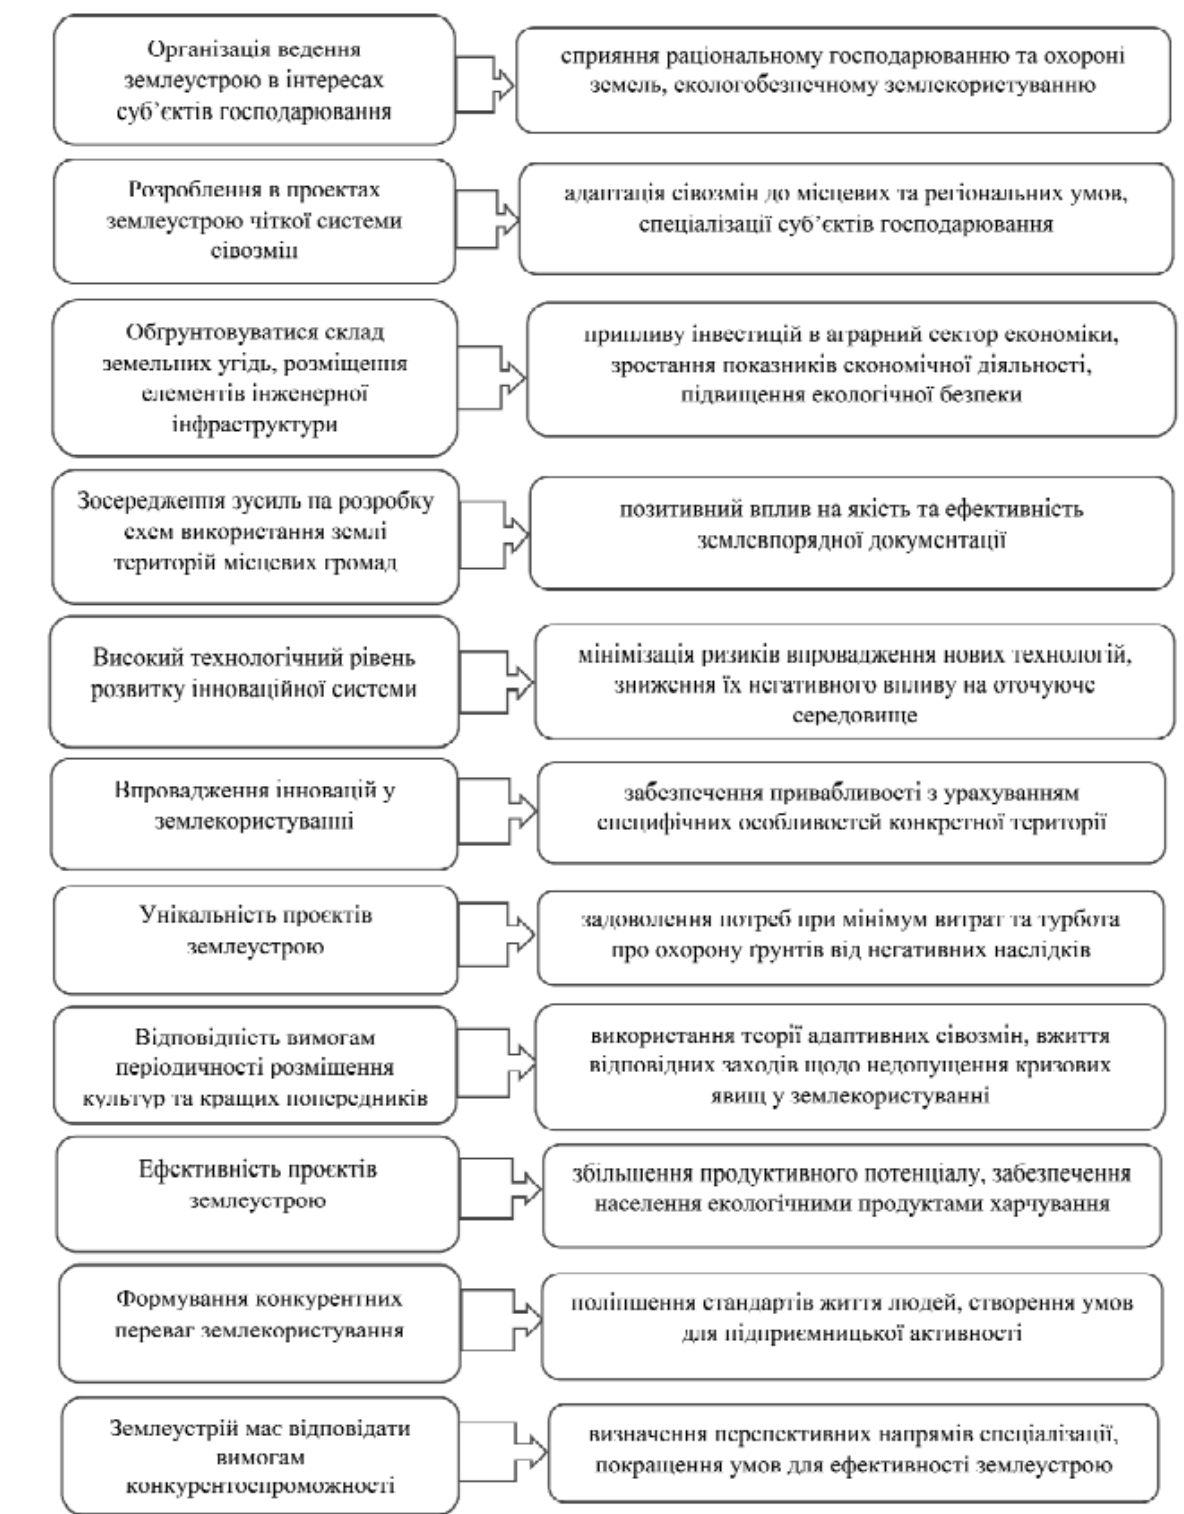 Організація ведення
землеустрою в інтересах
суб’єктів господарювання
сприяння раціональному господарюванню та охороні
земель, екологобезпечному землекористуванню
Розроблення в проектах
землеустрою чіткої системи
сівозмін
адаптація сівозмін до місцевих та регіональних умов,
спеціалізації суб’єктів господарювання
Обґрунтовуватися склад
земельних угідь, розміщення
елементів інженерної
інфраструктури
припливу інвестицій в аграрний сектор економіки,
зростання показників економічної діяльності,
підвищення екологічної безпеки
Зосередження зусиль на розробку
схем використання землі
територій місцевих громад
позитивний вплив на якість та ефективність
землевпорядної документації
Високий технологічний рівень
розвитку інноваційної системи
мінімізація ризиків впровадження нових технологій,
зниження їх негативного впливу на оточуюче
середовище
Впровадження інновацій у
землекористуванні
забезпечення привабливості з урахуванням
специфічних особливостей конкретної території
Унікальність проєктів
землеустрою
задоволення потреб при мінімум витрат та турбота
про охорону ґрунтів від негативних наслідків
Відповідність вимогам
періодичності розміщення
культур та кращих попередників
використання теорії адаптивних сівозмін, вжиття
відповідних заходів щодо недопущення кризових
явищ у землекористуванні
Ефективність проєктів
землеустрою
збільшення продуктивного потенціалу, забезпечення
населення екологічними продуктами харчування
Формування конкурентних
переваг землекористування
поліпшення стандартів життя людей, створення умов
для підприємницької активності
Землеустрій має відповідати
вимогам
конкурентоспроможності
визначення перспективних напрямів спеціалізації,
покращення умов для ефективності землеустрою